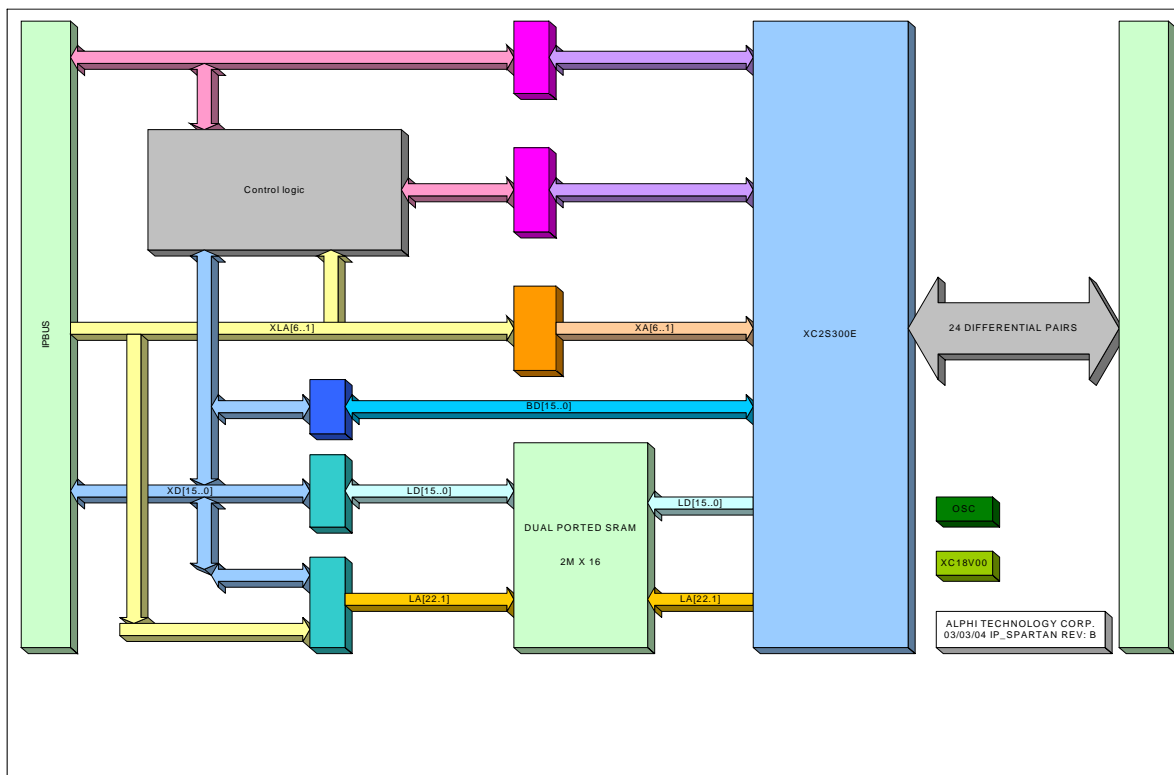 Control logic
IPBUS
XLA[6..1]
XA[6..1]
XC2S300E
24 DIFFERENTIAL PAIRS
BD[15..0]
XD[15..0]
LD[15..0]
LD[15..0]
DUAL PORTED SRAM
2M X 16
OSC
XC18V00
LA[22.1]
LA[22.1]
ALPHI TECHNOLOGY CORP.
03/03/04 IP_SPARTAN REV: B